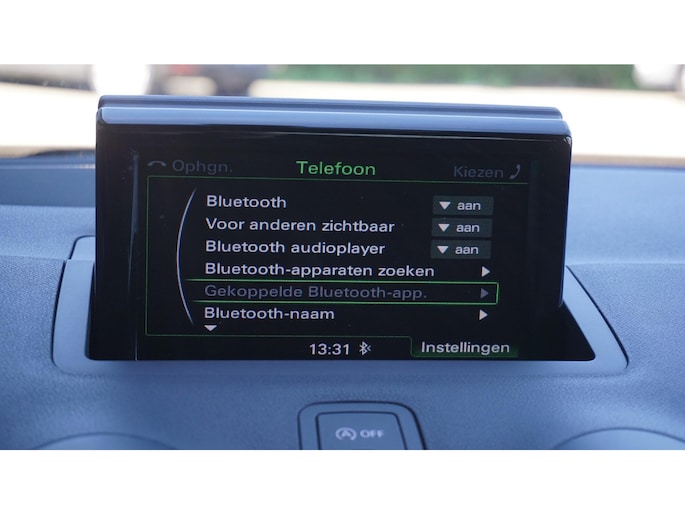 Ophgn. Telefoon Kiezen
Bluetooth aan
Voor anderen zichtbaar aan
Bluetooth audioplayer aan
Bluetooth-apparaten zoeken
Gekoppelde Bluetooth-app.
Bluetooth-naam
13:31 Instellingen
A OFF